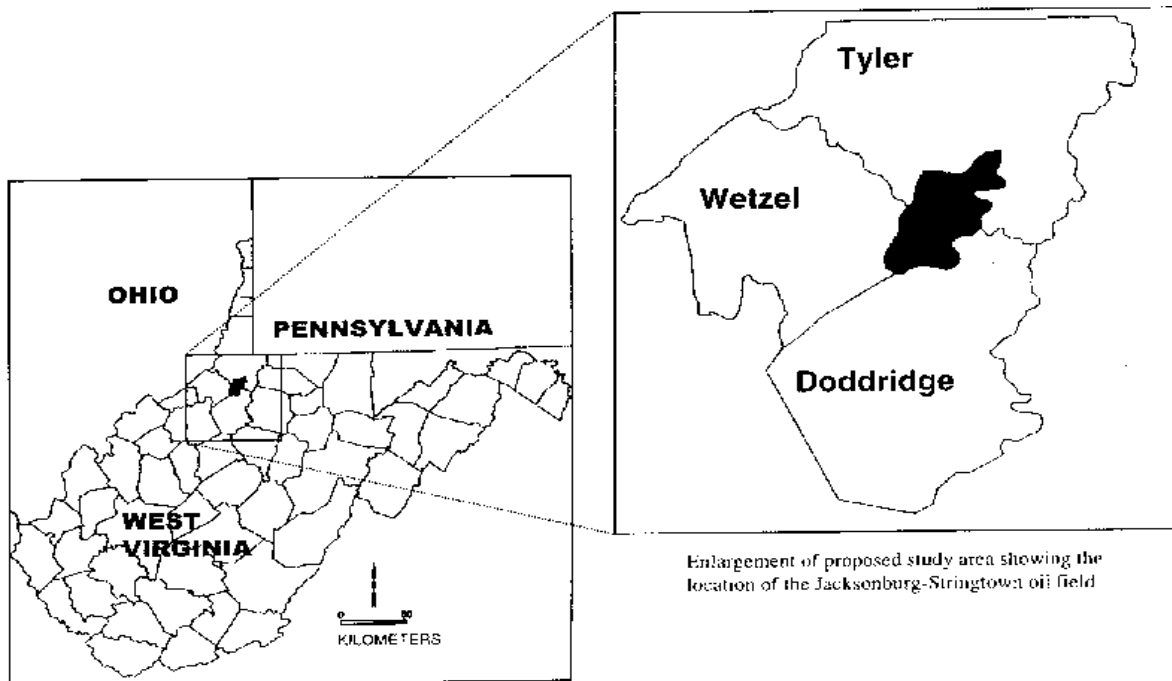 Tyler
Wetzel
Doddridge
OHIO
PENNSYLVANIA
WEST
VIRGINIA
0
KILOMETERS
Enlargement of proposed study area showing the
location of the Jacksonburg-Stringtown oil field